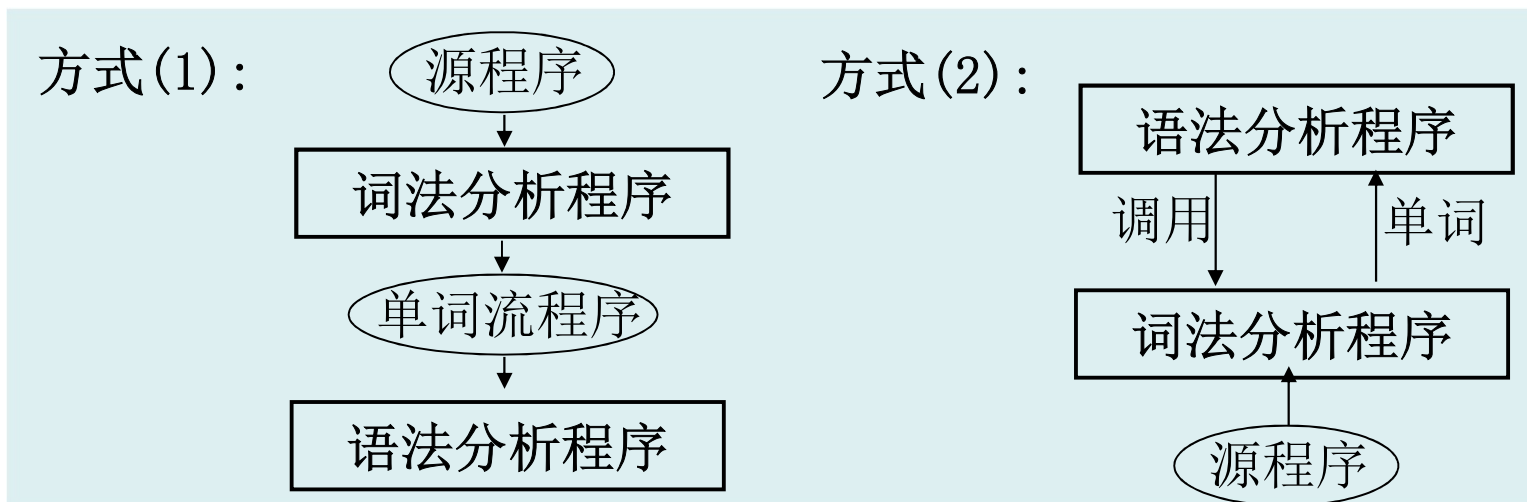 方式(1):
源程序
词法分析程序
单词流程序
语法分析程序
方式(2):
语法分析程序
调用
单词
词法分析程序
源程序